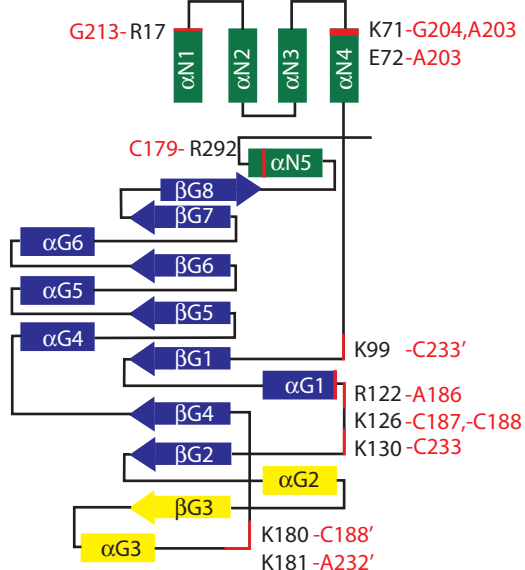 G213- R17
αN1
αN2
αN3
αN4
K71-G204,A203
E72-A203
C179- R292
αN5
βG8
βG7
αG6
βG6
αG5
βG5
αG4
βG1
K99 -C233′
αG1
R122-A186
βG4
K126-C187,-C188
K130-C233
βG2
αG2
βG3
αG3
K180-C188′
K181-A232′